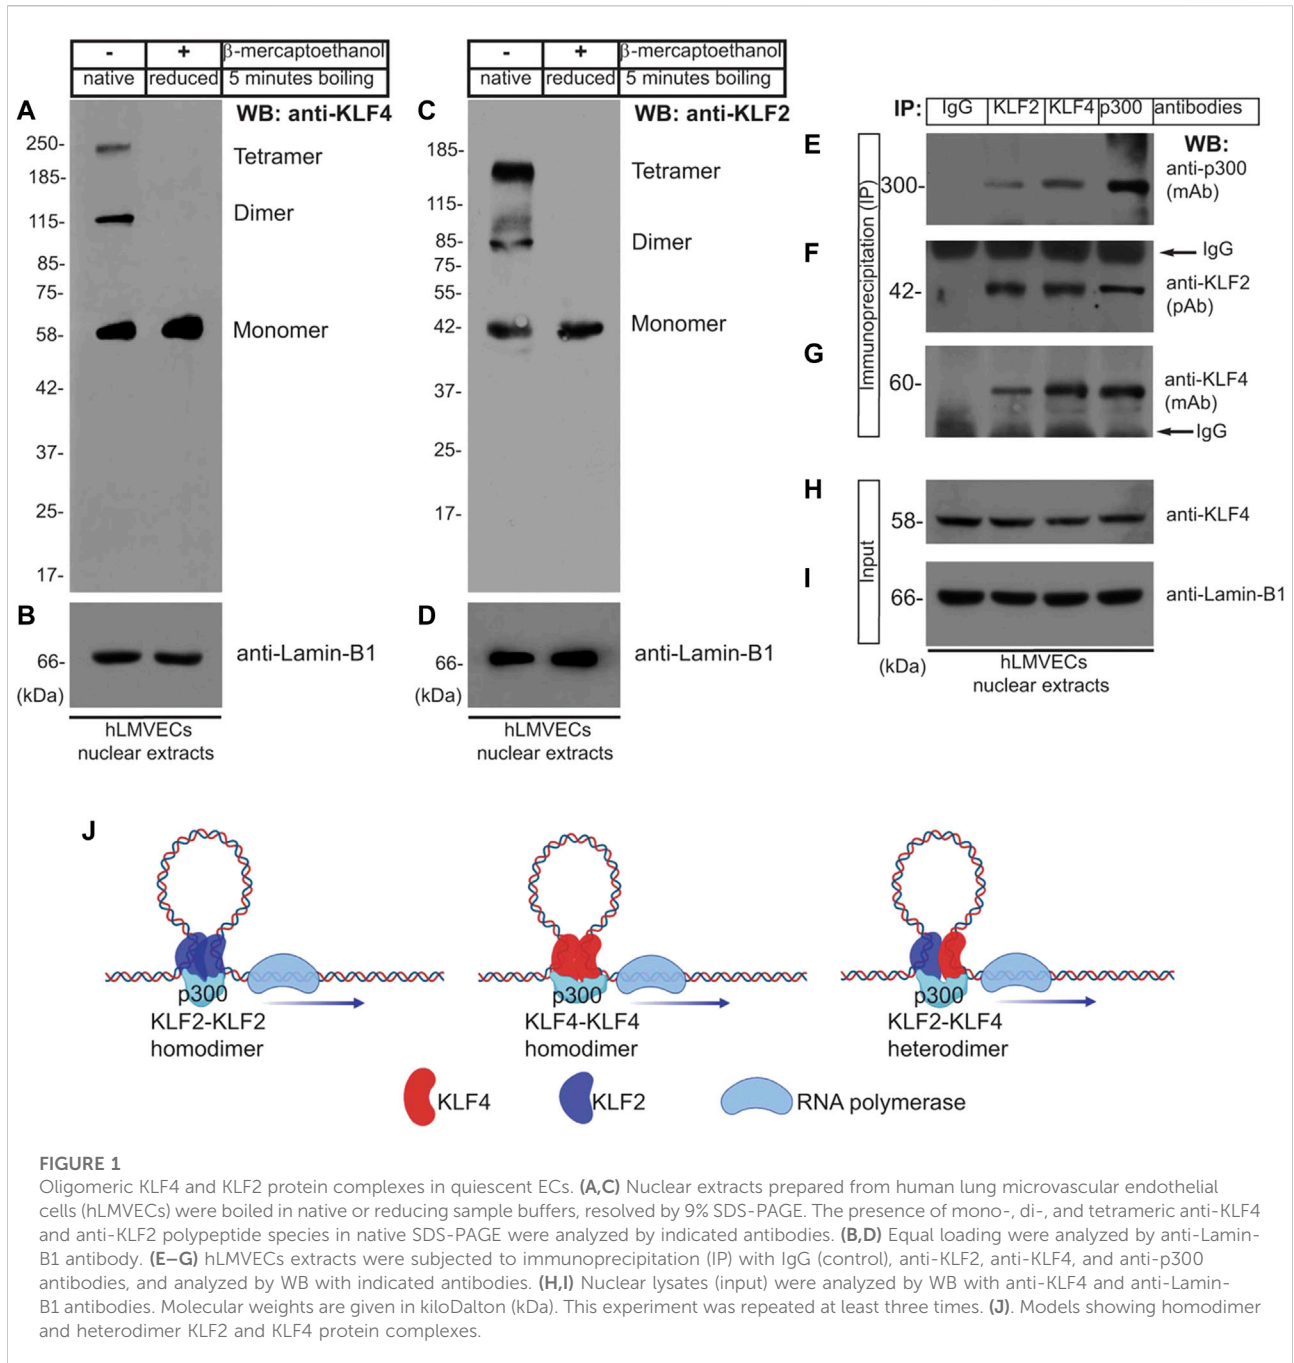 - + β-mercaptoethanol
native reduced 5 minutes boiling
A
WB: anti-KLF4
250-
Tetramer
185-
Dimer
115-
85-
75-
Monomer
58-
42-
37-
25-
17-
B
anti-Lamin-B1
66-
(kDa)
hLMVECs
nuclear extracts
- + β-mercaptoethanol
native reduced 5 minutes boiling
C
WB: anti-KLF2
185-
Tetramer
115-
85-
Dimer
75-
55-
42-
Monomer
37-
25-
17-
D
anti-Lamin-B1
66-
(kDa)
hLMVECs
nuclear extracts
IP: IgG KLF2 KLF4 p300 antibodies
Immunoprecipitation (IP)
E
WB:
anti-p300
(mAb)
300-
F
IgG
42-
anti-KLF2
(pAb)
G
60-
anti-KLF4
(mAb)
IgG
Input
H
58-
anti-KLF4
I
66-
anti-Lamin-B1
(kDa)
hLMVECs
nuclear extracts
J
p300
KLF2-KLF2
homodimer
p300
KLF4-KLF4
homodimer
p300
KLF2-KLF4
heterodimer
KLF4
KLF2
RNA polymerase
FIGURE 1
Oligomeric KLF4 and KLF2 protein complexes in quiescent ECs. (A,C) Nuclear extracts prepared from human lung microvascular endothelial
cells (hLMVECs) were boiled in native or reducing sample buffers, resolved by 9% SDS-PAGE. The presence of mono-, di-, and tetrameric anti-KLF4
and anti-KLF2 polypeptide species in native SDS-PAGE were analyzed by indicated antibodies. (B,D) Equal loading were analyzed by anti-Lamin-
B1 antibody. (E–G) hLMVECs extracts were subjected to immunoprecipitation (IP) with IgG (control), anti-KLF2, anti-KLF4, and anti-p300
antibodies, and analyzed by WB with indicated antibodies. (H,I) Nuclear lysates (input) were analyzed by WB with anti-KLF4 and anti-Lamin-
B1 antibodies. Molecular weights are given in kiloDalton (kDa). This experiment was repeated at least three times. (J). Models showing homodimer
and heterodimer KLF2 and KLF4 protein complexes.